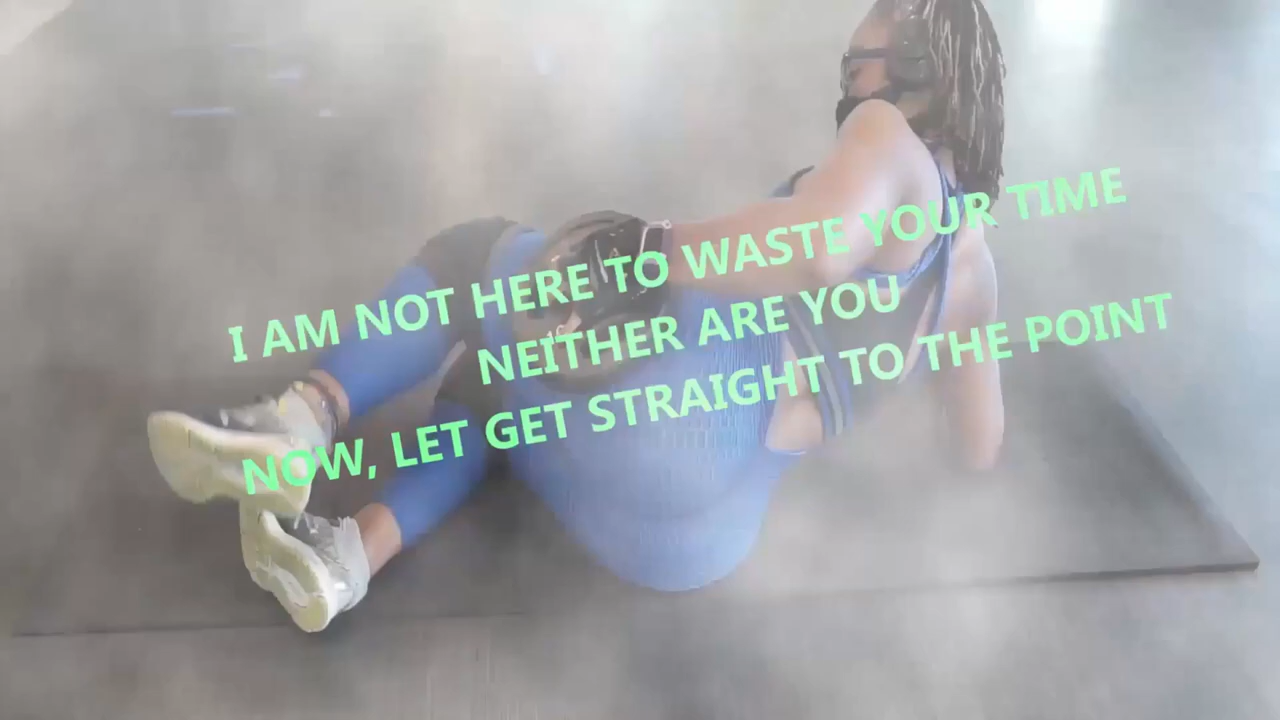 I AM NOT HERE TO WASTE YOUR TIME
NEITHER ARE YOU
NOW, LET GET STRAIGHT TO THE POINT